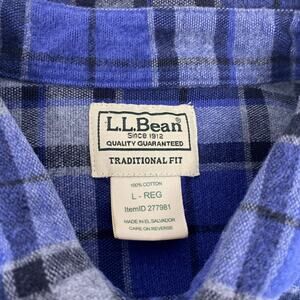 L.L.Bean
Since 1912
QUALITY GUARANTEED
TRADITIONAL FIT
100% COTTON
L - REG
ItemID 277981
MADE IN EL SALVADOR
CARE ON REVERSE